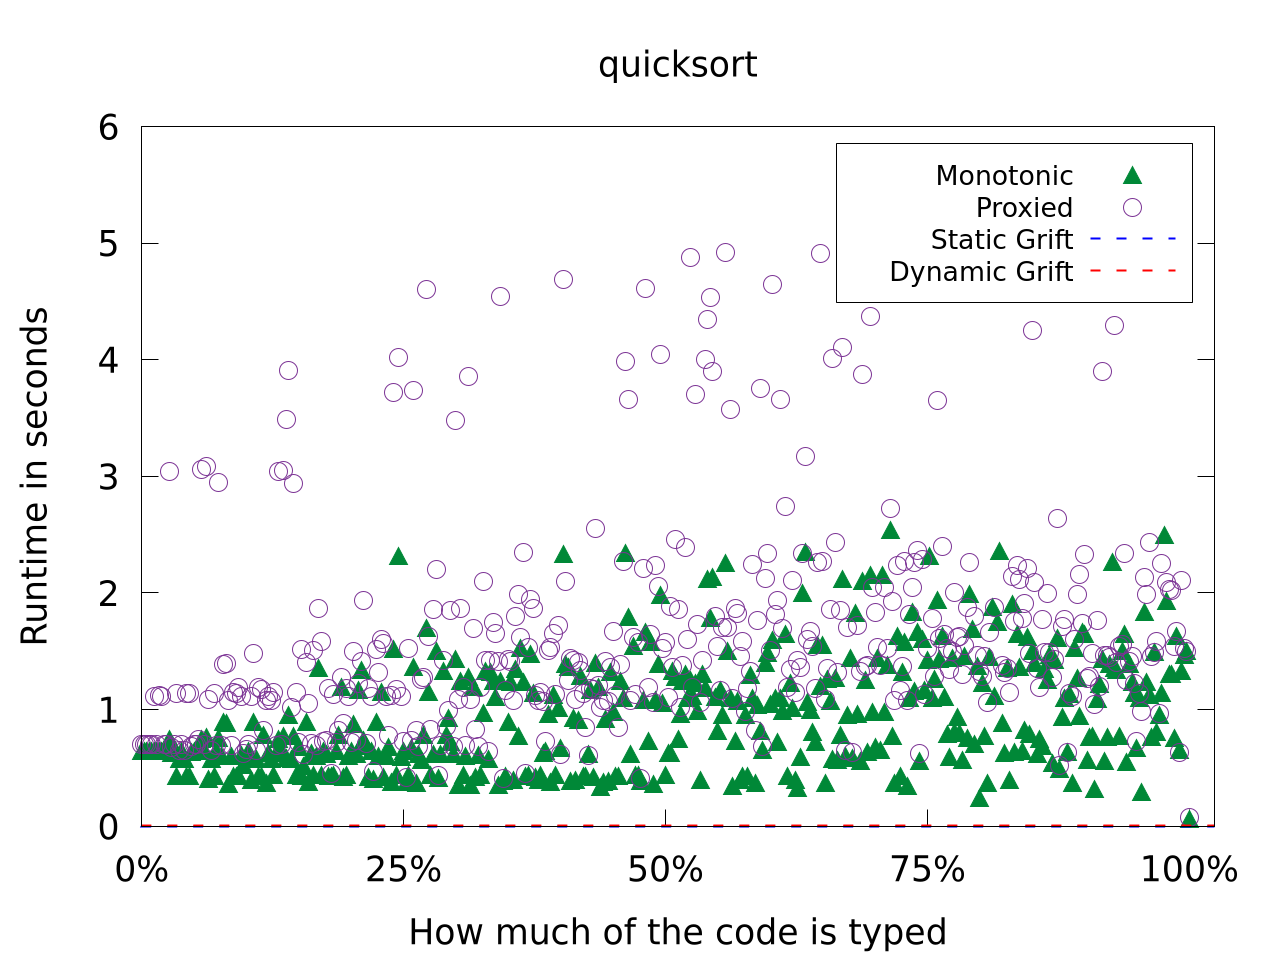 quicksort
6
5
4
3
2
1
0
Runtime in seconds
Monotonic
Proxied
Static Grift
Dynamic Grift
0%
25%
50%
75%
100%
How much of the code is typed